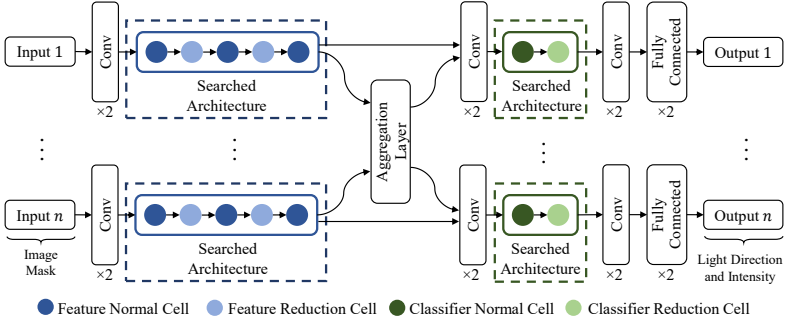 Input 1
Conv
×2
Searched
Architecture
Aggregation
Layer
Conv
×2
Searched
Architecture
Conv
×2
Fully
Connected
×2
Output 1
Input n
Image
Mask
Conv
×2
Searched
Architecture
Conv
×2
Searched
Architecture
Conv
×2
Fully
Connected
×2
Output n
Light Direction
and Intensity
Feature Normal Cell
Feature Reduction Cell
Classifier Normal Cell
Classifier Reduction Cell